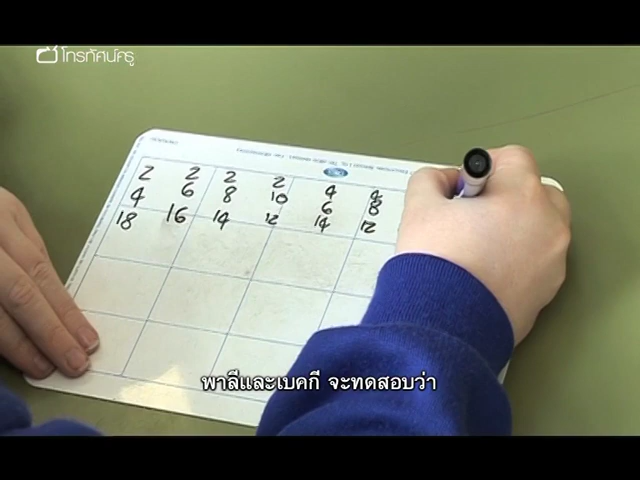 โทรทัศน์ครู
2 2 2 2 4 4
4 6 8 10 6 8
18 16 14 12 14 12
พาลีและเบคกี จะทดสอบว่า